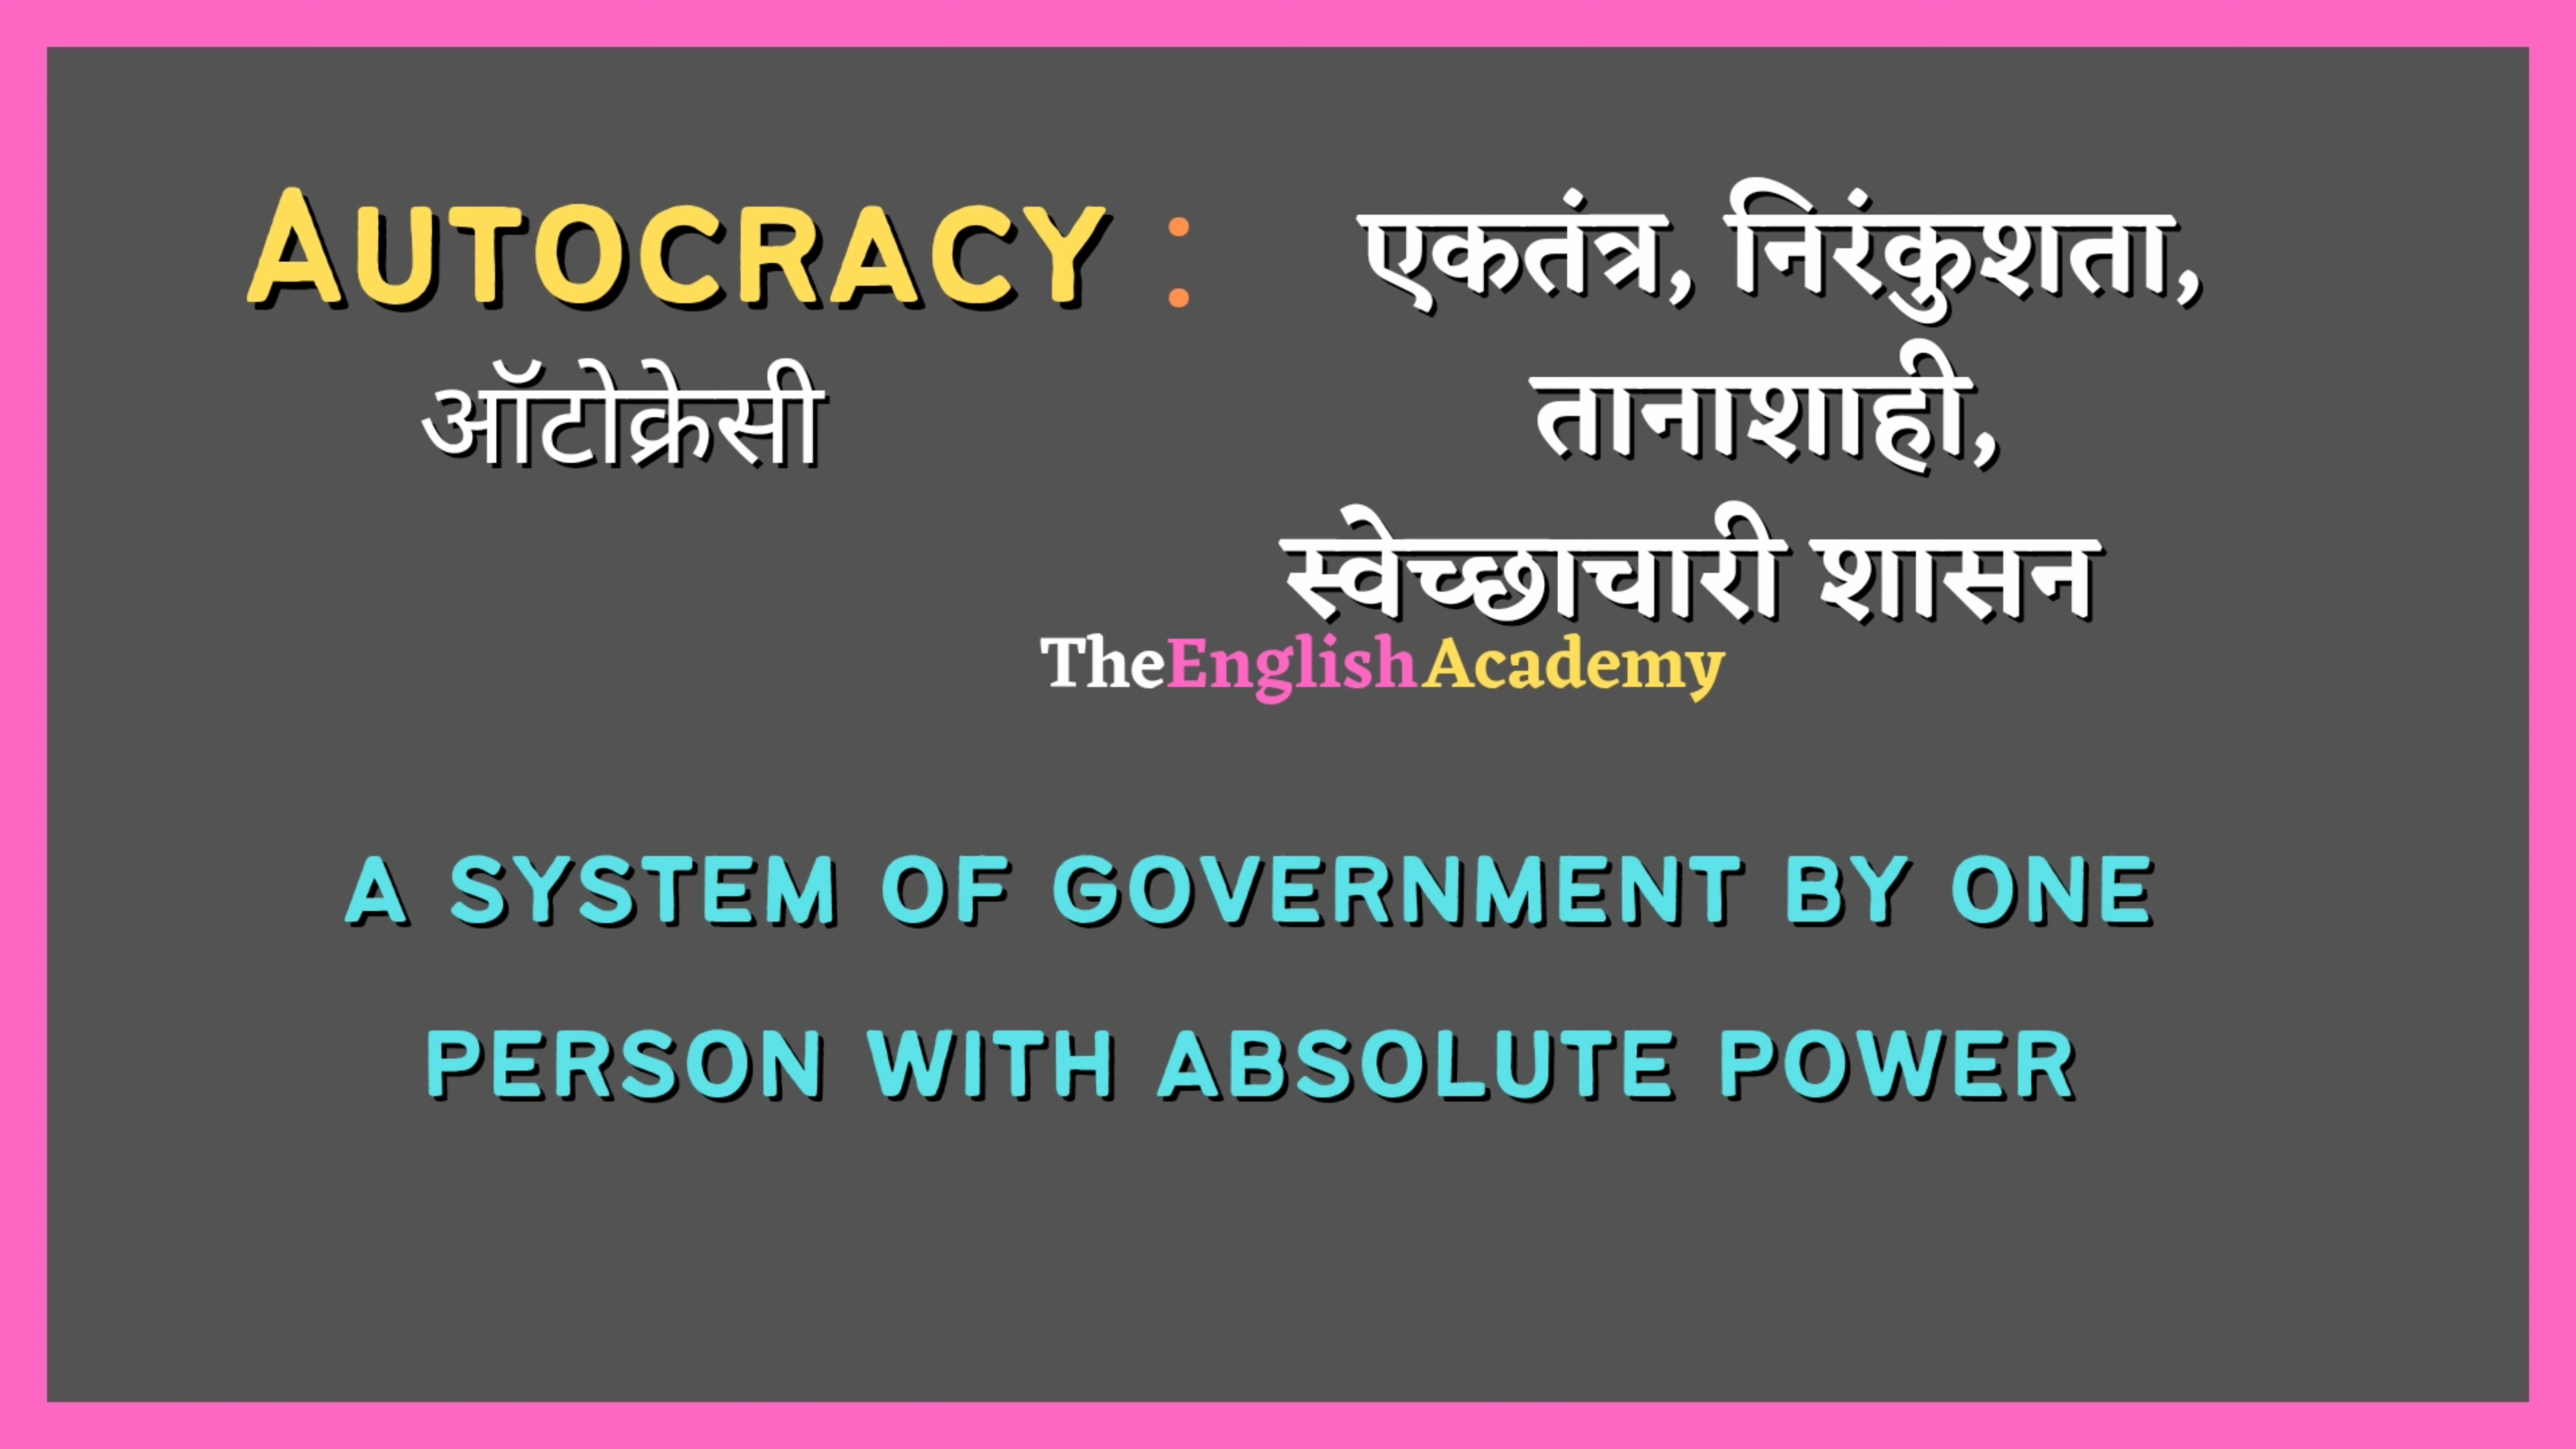 AUTOCRACY :
ऑटोक्रेसी
एकतंत्र, निरंकुशता,
तानाशाही,
स्वेच्छाचारी शासन
TheEnglishAcademy
A SYSTEM OF GOVERNMENT BY ONE
PERSON WITH ABSOLUTE POWER